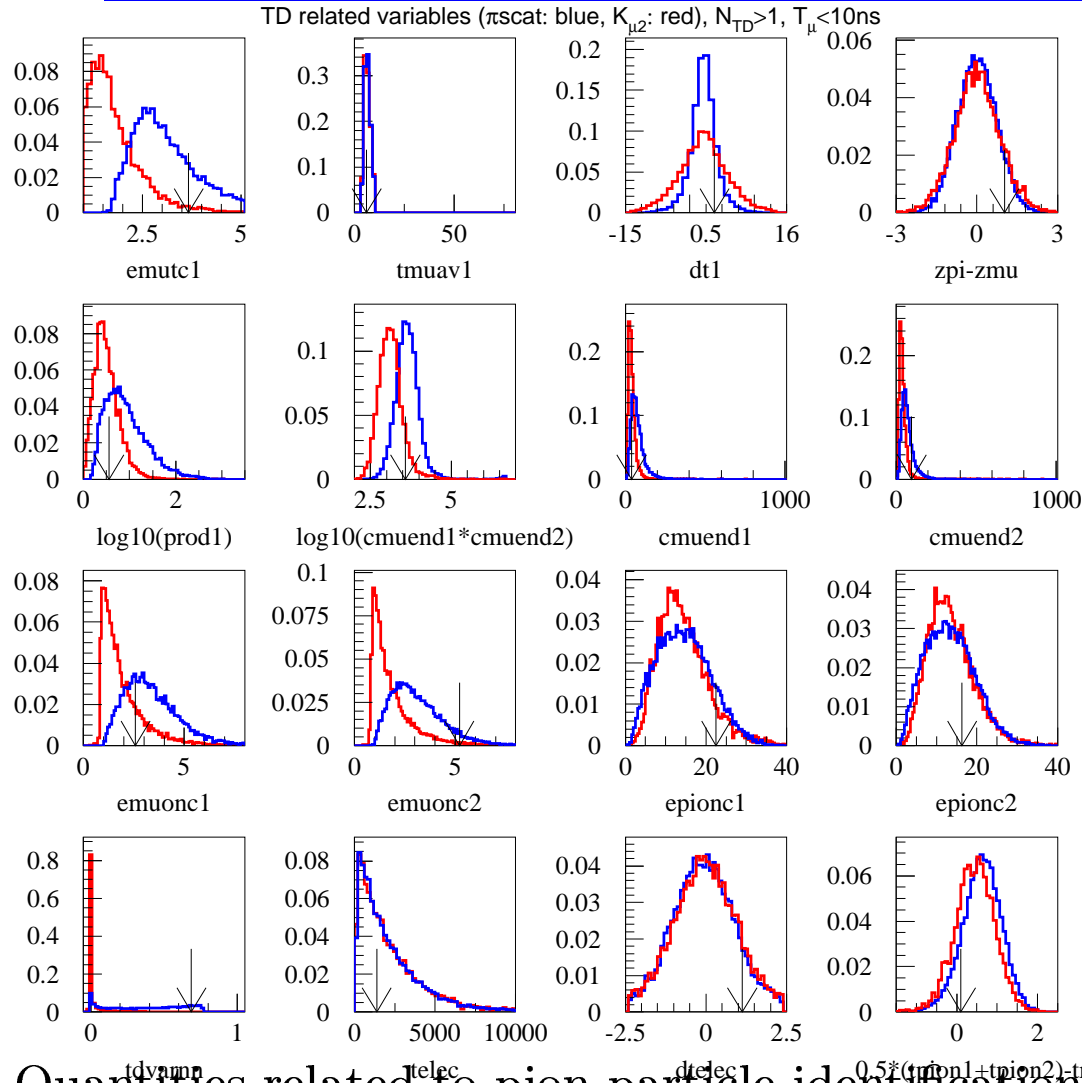 TD related variables (πscat: blue, Kμ2: red), NTD>1, Tμ<10ns
0.08 0.06 0.04 0.02 0
2.5 5
emutc1
0.3 0.2 0.1 0
0 50
tmuav1
0.2 0.15 0.1 0.05 0
-15 0.5 16
dt1
0.06 0.04 0.02 0
-3 0 3
zpi-zmu
0.08 0.06 0.04 0.02 0
0 2
log10(prod1)
0.1 0.05 0
2.5 5
log10(cmuend1*cmuend2)
0.2 0.1 0
0 1000
cmuend1
0.2 0.1 0
0 1000
cmuend2
0.08 0.06 0.04 0.02 0
0 5
emuonc1
0.1 0.075 0.05 0.025 0
0 5
emuonc2
0.04 0.03 0.02 0.01 0
0 20 40
epionc1
0.04 0.03 0.02 0.01 0
0 20 40
epionc2
0.8 0.6 0.4 0.2 0
0 1
0.08 0.06 0.04 0.02 0
0 5000 10000
telec
0.04 0.03 0.02 0.01 0
-2.5 0 2.5
dtelec
0.06 0.04 0.02 0
0 2
0.5*(tpion1+tpion2)-t
Quantities related to pion particle